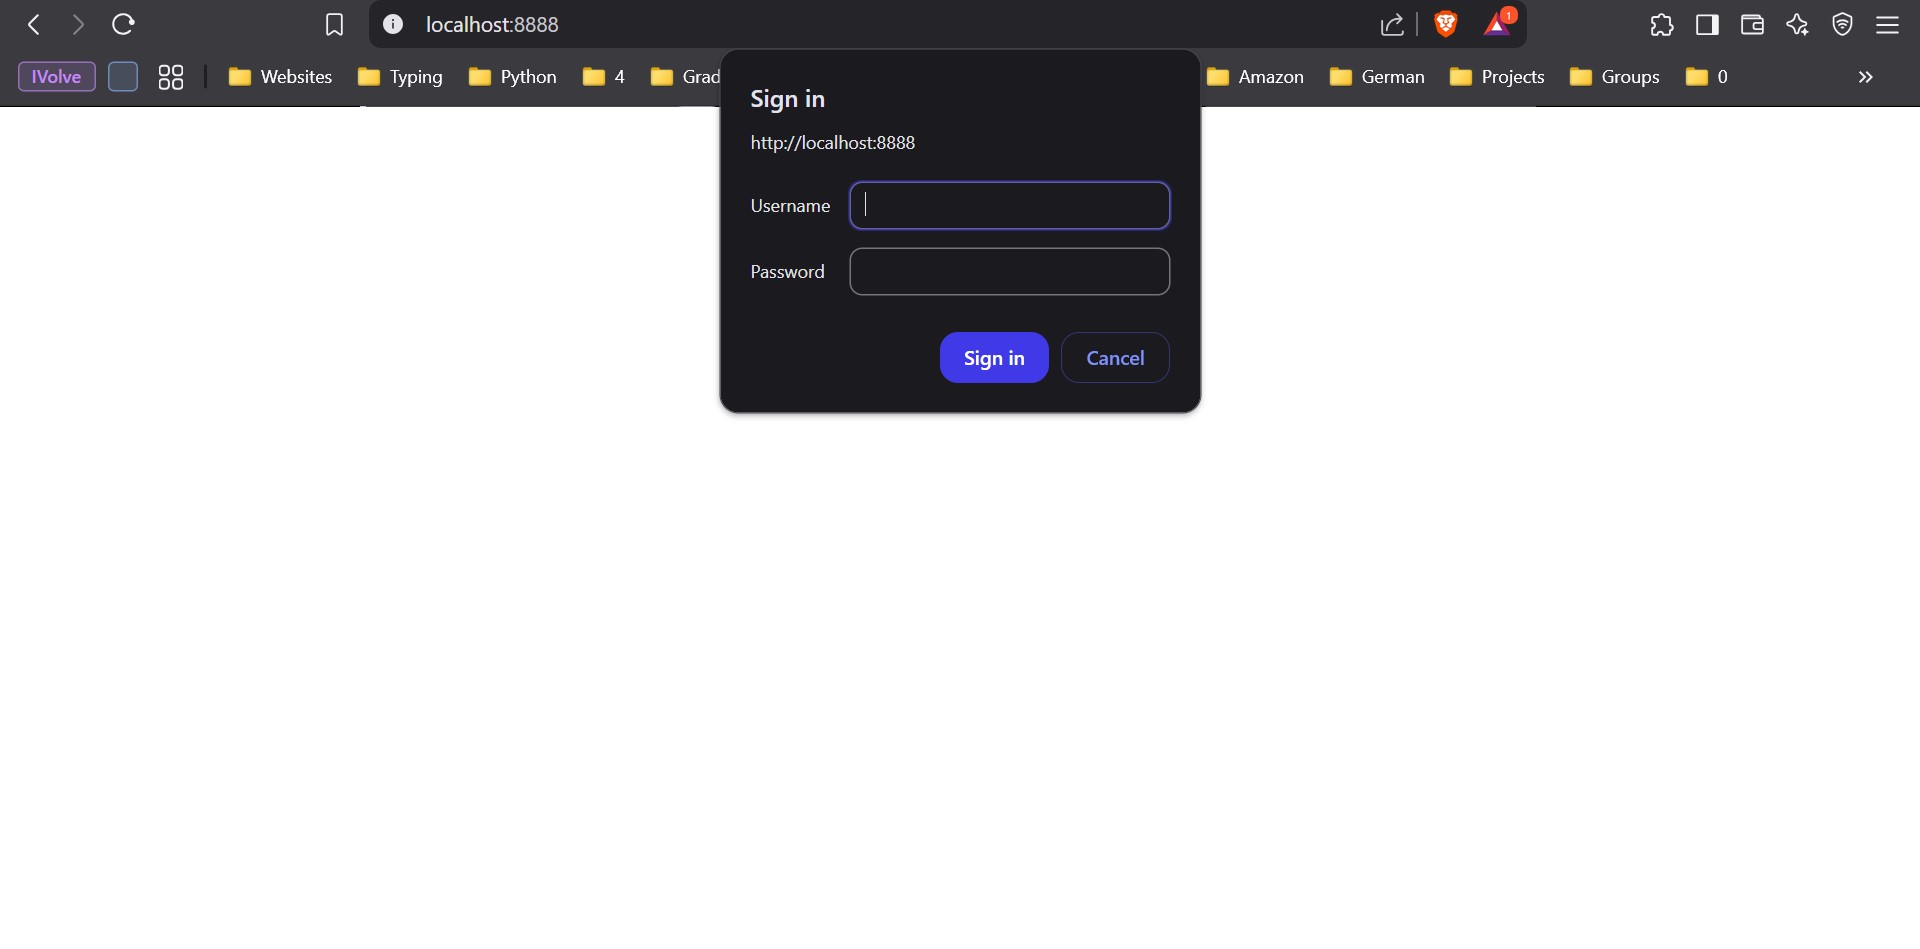 localhost:8888
1
IVolve Websites Typing Python 4 Grad Amazon German Projects Groups 0
Sign in
http://localhost:8888
Username
Password
Sign in Cancel